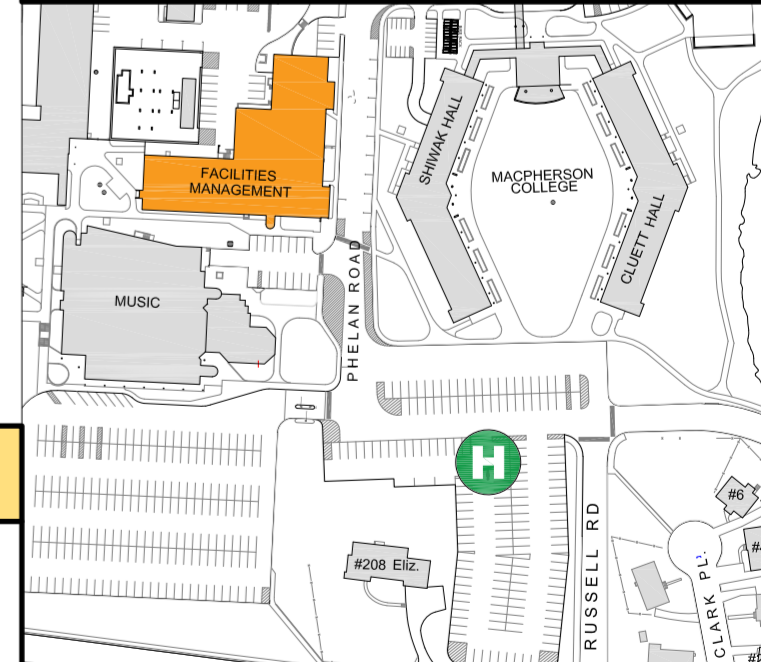 SHIWAK HALL
FACILITIES
MANAGEMENT
MACPHERSON
COLLEGE
CLUETT HALL
MUSIC
PHELAN ROAD
H
#6
#208 Eliz.
RUSSELL RD
CLARK PL.